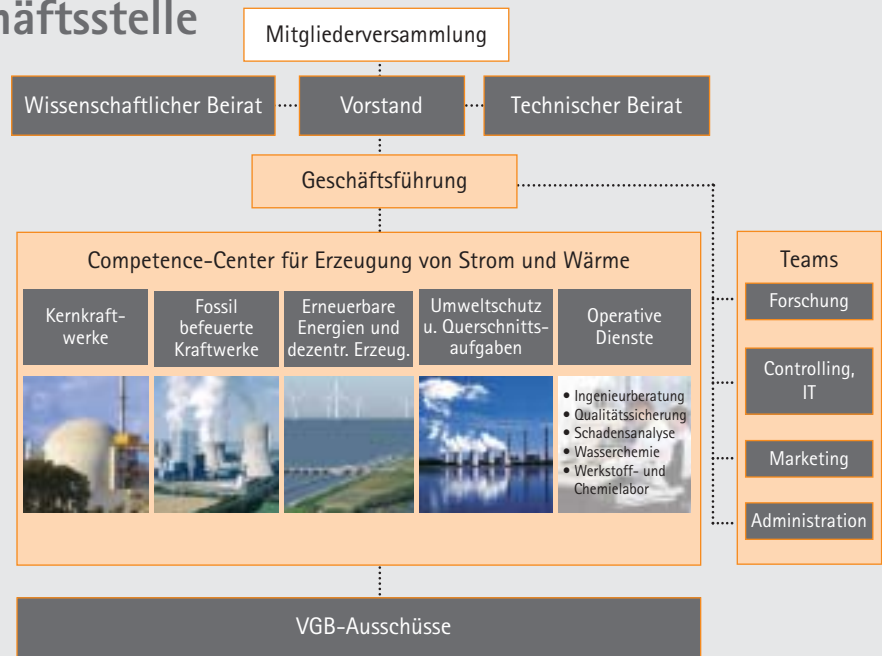 häftsstelle
Mitgliederversammlung
Wissenschaftlicher Beirat
Vorstand
Technischer Beirat
Geschäftsführung
Competence-Center für Erzeugung von Strom und Wärme
Kernkraft-
werke
Fossil
befeuerte
Kraftwerke
Erneuerbare
Energien und
dezentr. Erzeug.
Umweltschutz
u. Querschnitts-
aufgaben
Operative
Dienste
• Ingenieurberatung
• Qualitätssicherung
• Schadensanalyse
• Wasserchemie
• Werkstoff- und
Chemielabor
Teams
Forschung
Controlling,
IT
Marketing
Administration
VGB-Ausschüsse